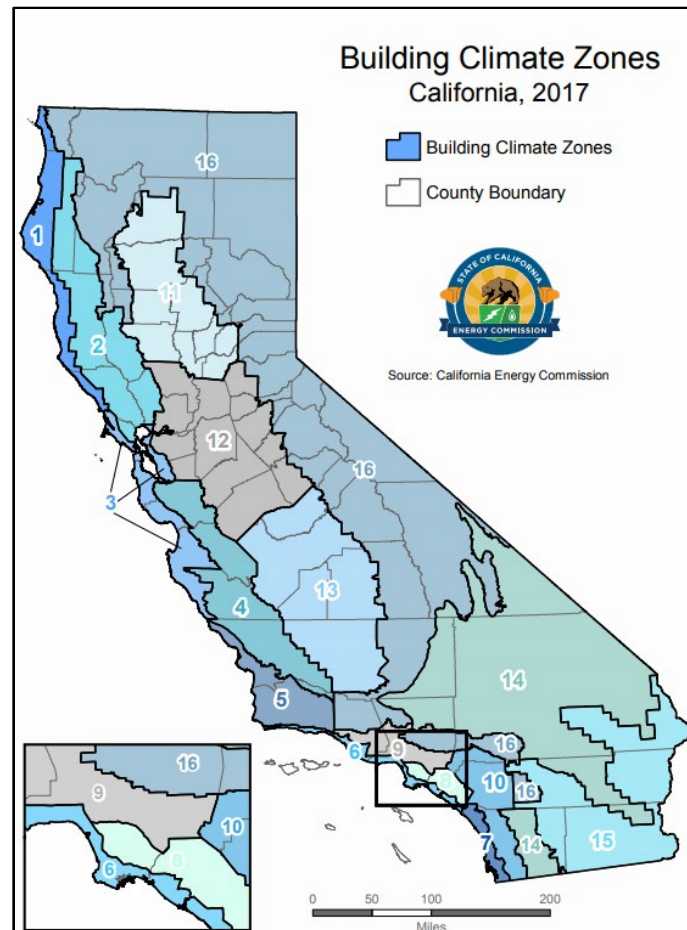 Building Climate Zones
California, 2017
Building Climate Zones
County Boundary
STATE OF CALIFORNIA
ENERGY COMMISSION
Source: California Energy Commission
16
1
11
2
12
16
3
13
4
14
5
6
9
16
8
10
16
7
14
15
16
9
10
8
6
0 50 100 200
Miles